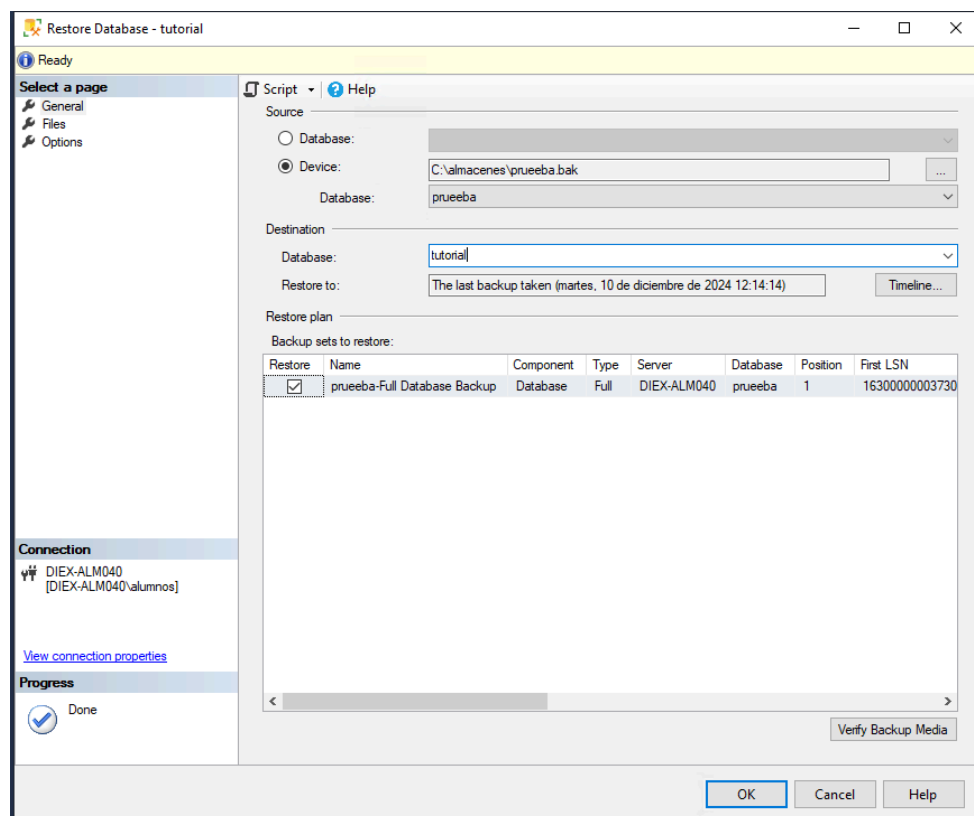 Restore Database - tutorial
Ready
Select a page
General
Files
Options
Script
Help
Source
Database:
Device:
C:\almacenes\prueeba.bak
...
Database:
prueeba
Destination
Database:
tutorial
Restore to:
The last backup taken (martes, 10 de diciembre de 2024 12:14:14)
Timeline...
Restore plan
Backup sets to restore:
Restore Name Component Type Server Database Position First LSN
prueeba-Full Database Backup Database Full DIEX-ALM040 prueeba 1 16300000003730
Connection
DIEX-ALM040
[DIEX-ALM040\alumnos]
View connection properties
Progress
Done
Verify Backup Media
OK Cancel Help